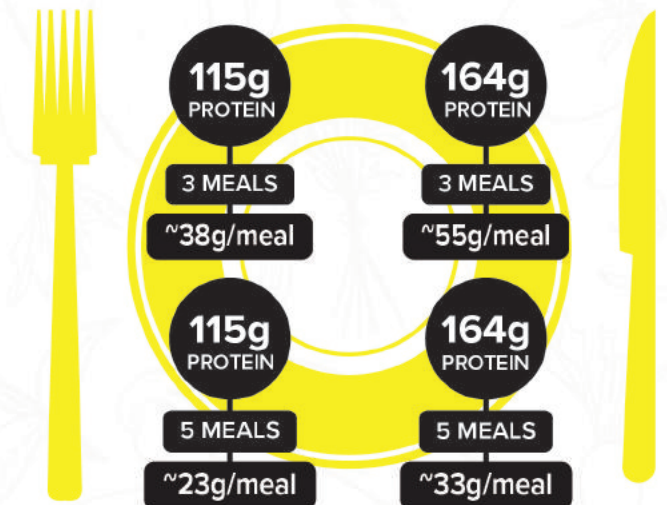 115g
PROTEIN
3 MEALS
~38g/meal
164g
PROTEIN
3 MEALS
~55g/meal
115g
PROTEIN
5 MEALS
~23g/meal
164g
PROTEIN
5 MEALS
~33g/meal